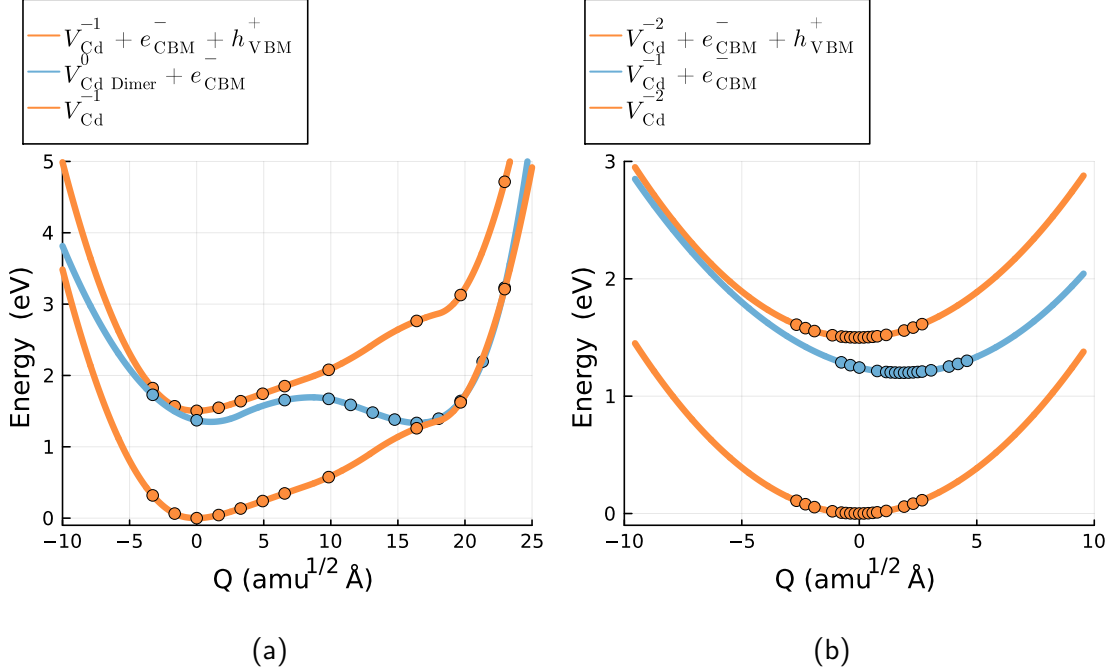 V_Cd^-1 + e_CBM^- + h_VBM^+
V_Cd Dimer^0 + e_CBM^-
V_Cd^-1
V_Cd^-2 + e_CBM^- + h_VBM^+
V_Cd^-1 + e_CBM^-
V_Cd^-2
Energy (eV)
5
4
3
2
1
0
−10 −5 0 5 10 15 20 25
Q (amu^1/2 Å)
(a)
Energy (eV)
3
2
1
0
−10 −5 0 5 10
Q (amu^1/2 Å)
(b)